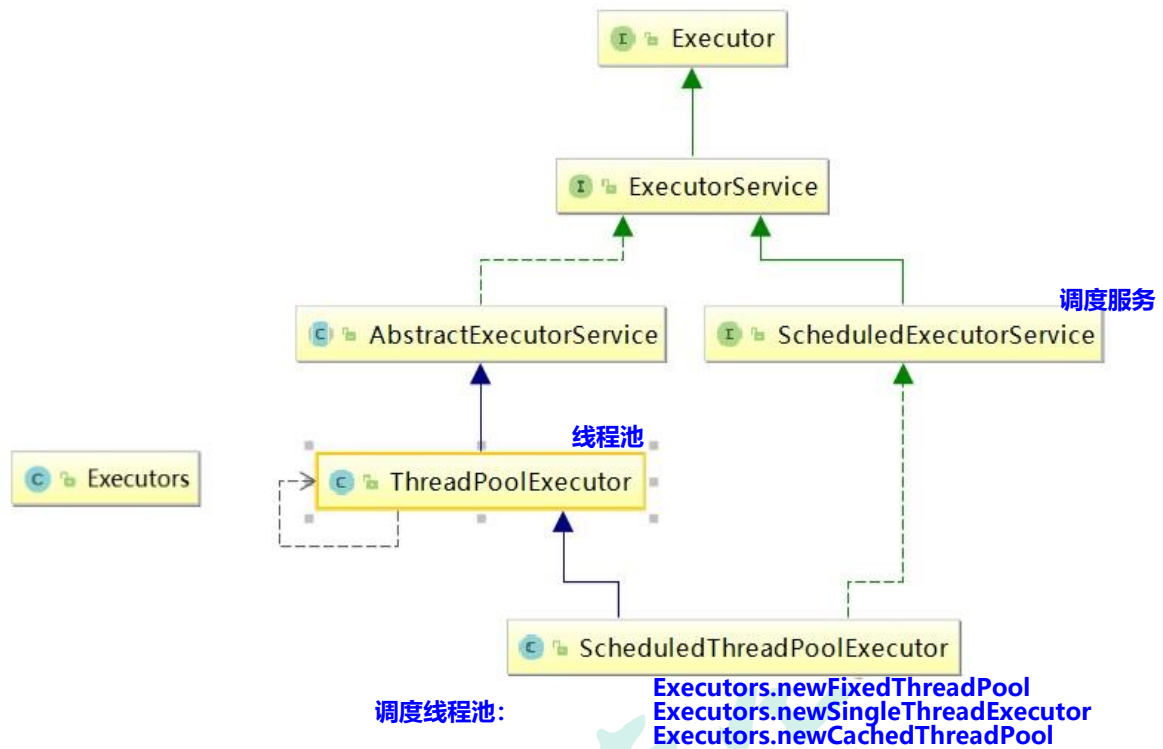 Executor
ExecutorService
调度服务
AbstractExecutorService
ScheduledExecutorService
线程池
Executors
ThreadPoolExecutor
ScheduledThreadPoolExecutor
调度线程池：
Executors.newFixedThreadPool
Executors.newSingleThreadExecutor
Executors.newCachedThreadPool